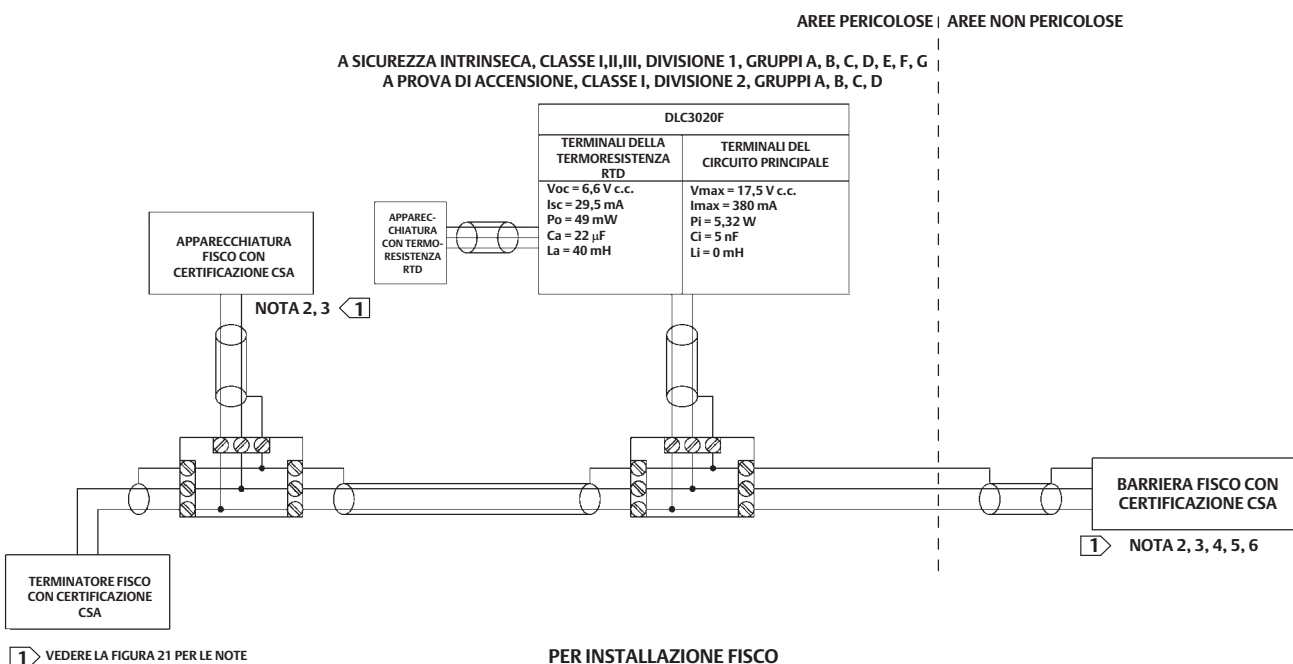 AREE PERICOLOSE
AREE NON PERICOLOSE
A SICUREZZA INTRINSECA, CLASSE I,II,III, DIVISIONE 1, GRUPPI A, B, C, D, E, F, G
A PROVA DI ACCENSIONE, CLASSE I, DIVISIONE 2, GRUPPI A, B, C, D
DLC3020F
TERMINALI DELLA
TERMORESISTENZA
RTD
Voc = 6,6 V c.c.
Isc = 29,5 mA
Po = 49 mW
Ca = 22 μF
La = 40 mH
TERMINALI DEL
CIRCUITO PRINCIPALE
Vmax = 17,5 V c.c.
Imax = 380 mA
Pi = 5,32 W
Ci = 5 nF
Li = 0 mH
APPAREC-
CHIATURA
CON TERMO-
RESISTENZA
RTD
APPARECCHIATURA
FISCO CON
CERTIFICAZIONE CSA
NOTA 2, 3 1
BARRIERA FISCO CON
CERTIFICAZIONE CSA
1 NOTA 2, 3, 4, 5, 6
TERMINATORE FISCO
CON CERTIFICAZIONE
CSA
1 VEDERE LA FIGURA 21 PER LE NOTE
PER INSTALLAZIONE FISCO